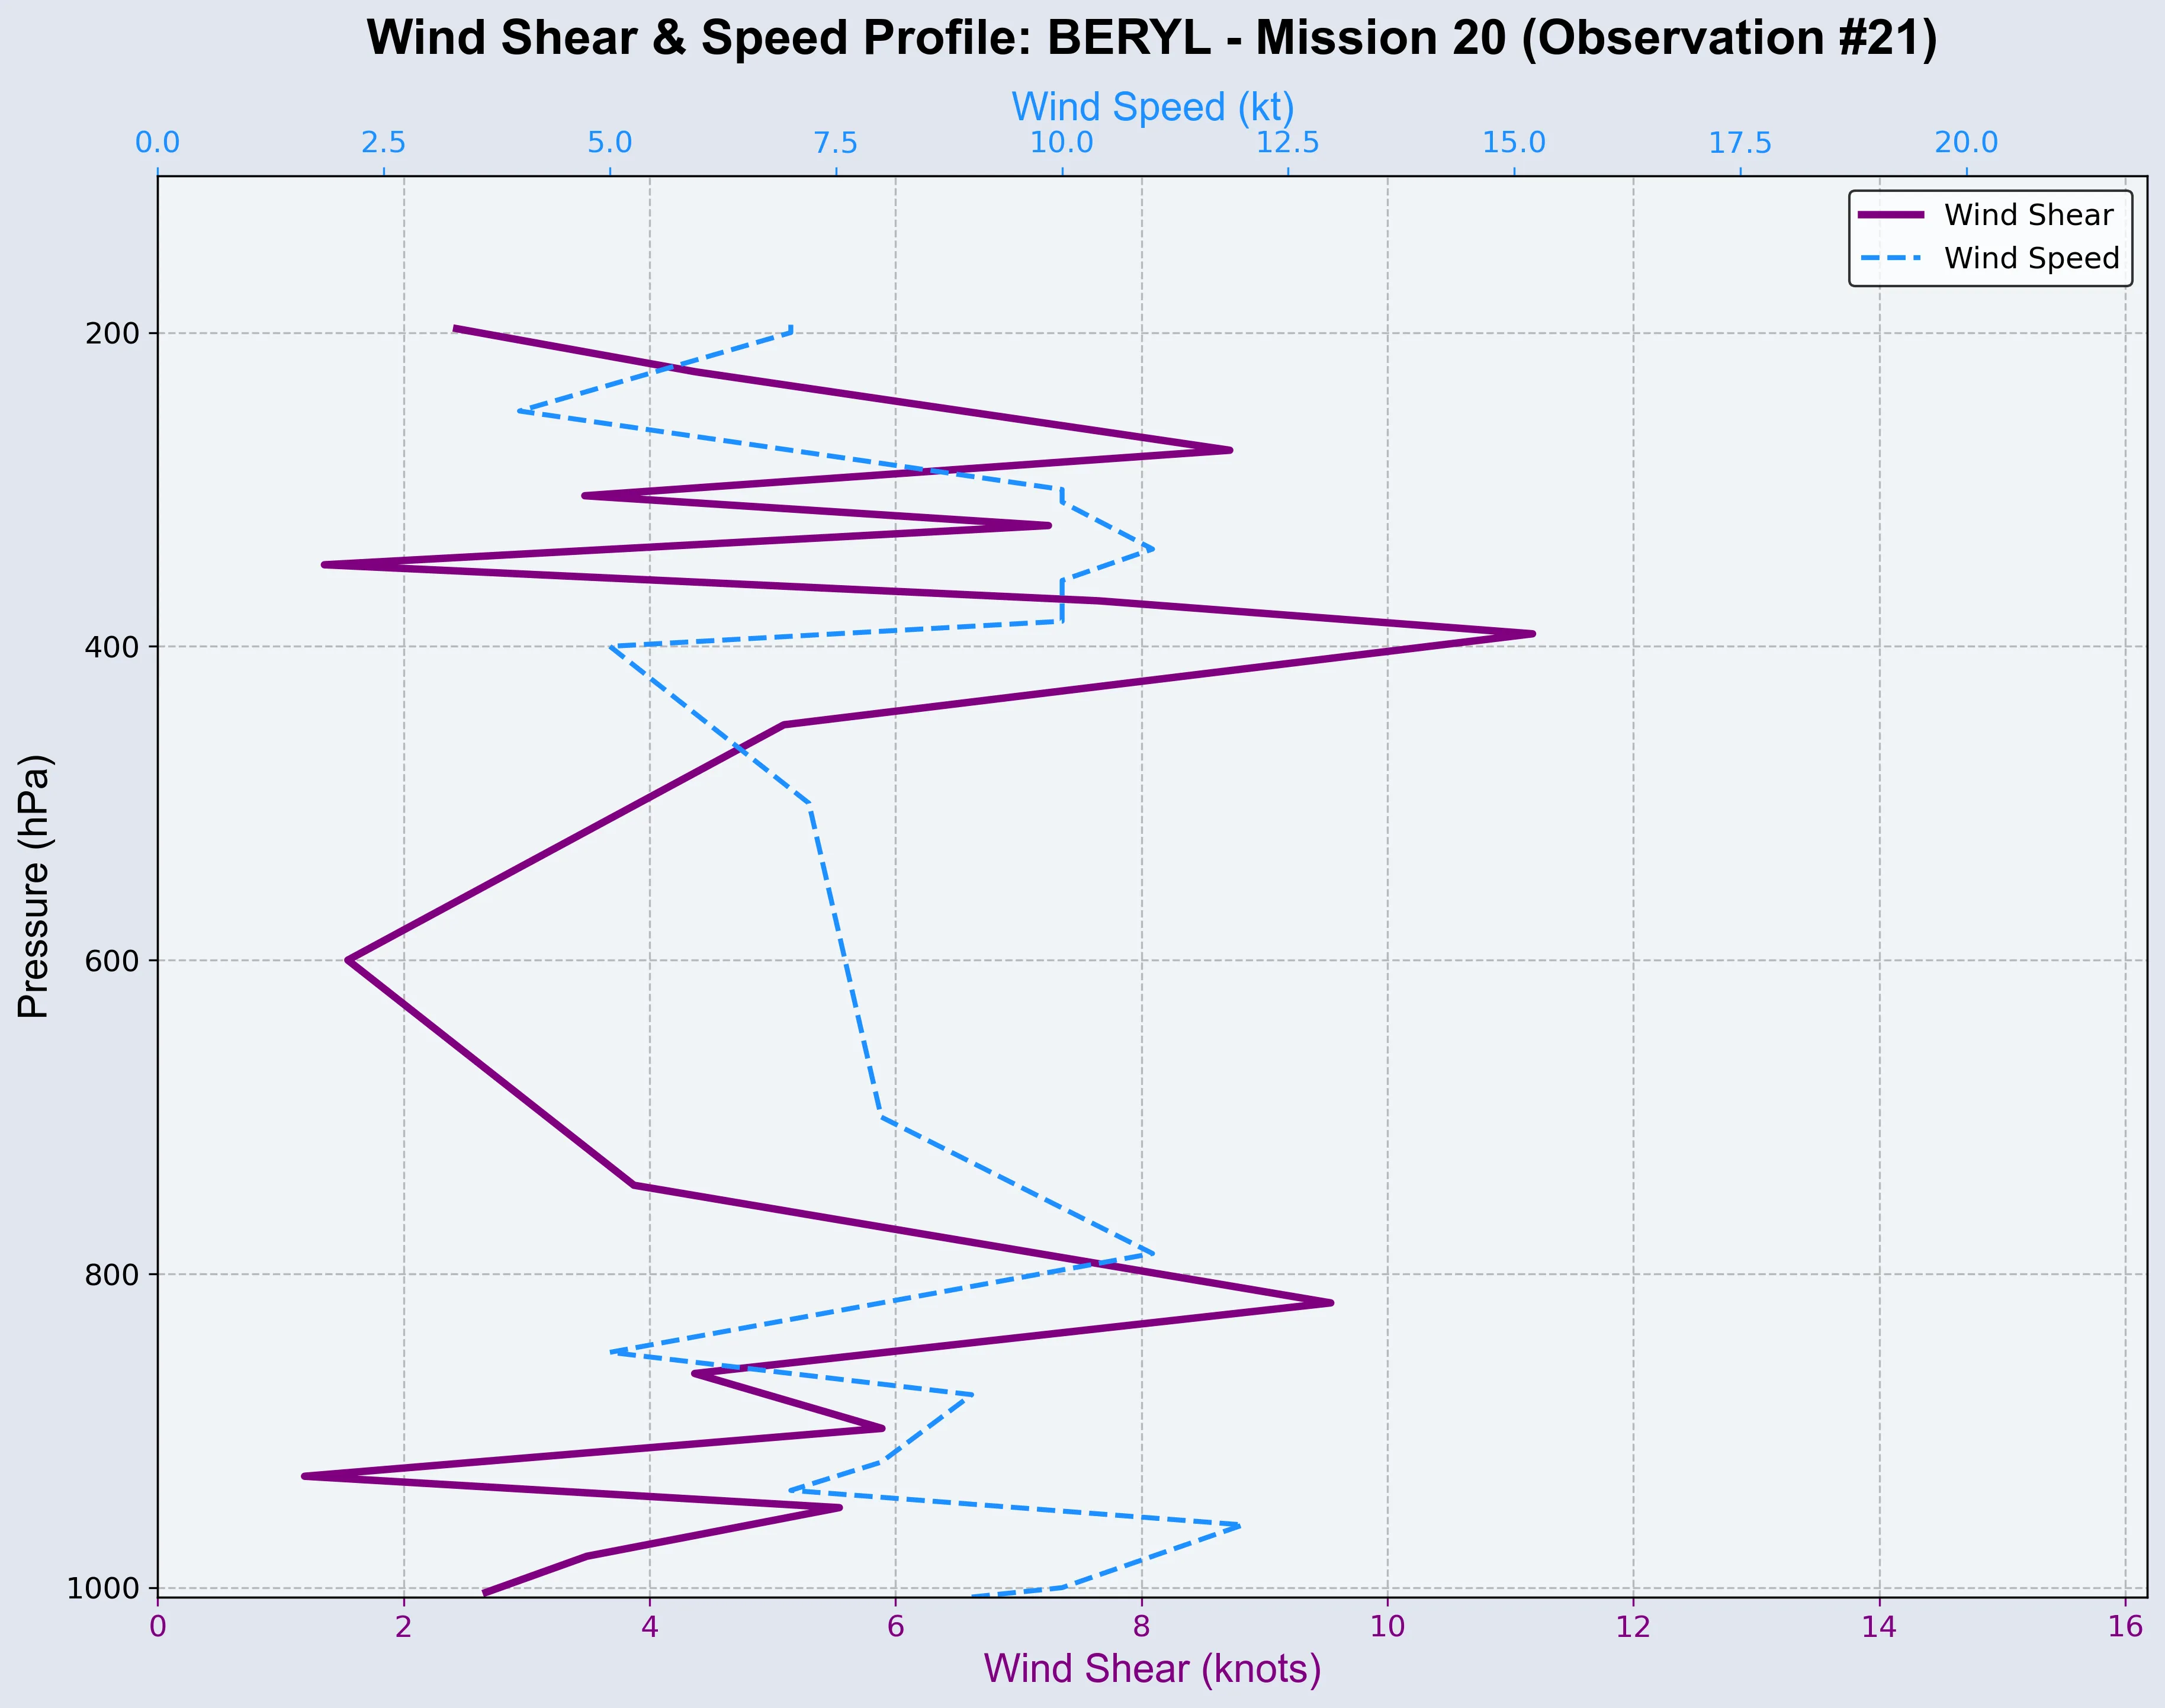 Wind Shear & Speed Profile: BERYL - Mission 20 (Observation #21)
Wind Speed (kt)
0.0 2.5 5.0 7.5 10.0 12.5 15.0 17.5 20.0
Wind Shear
Wind Speed
Pressure (hPa)
200
400
600
800
1000
0 2 4 6 8 10 12 14 16
Wind Shear (knots)